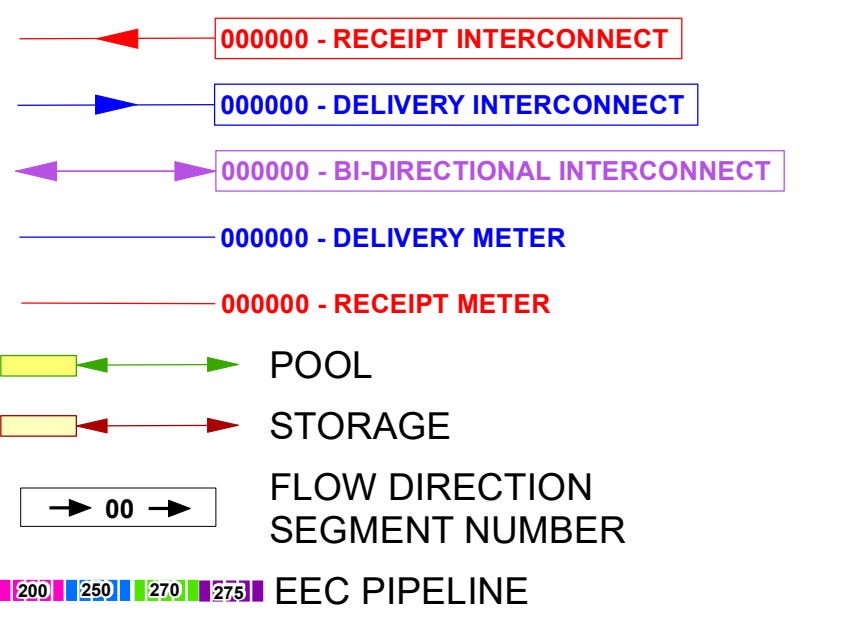 000000 - RECEIPT INTERCONNECT
000000 - DELIVERY INTERCONNECT
000000 - BI-DIRECTIONAL INTERCONNECT
000000 - DELIVERY METER
000000 - RECEIPT METER
POOL
STORAGE
00 FLOW DIRECTION
SEGMENT NUMBER
200 250 270 275 EEC PIPELINE